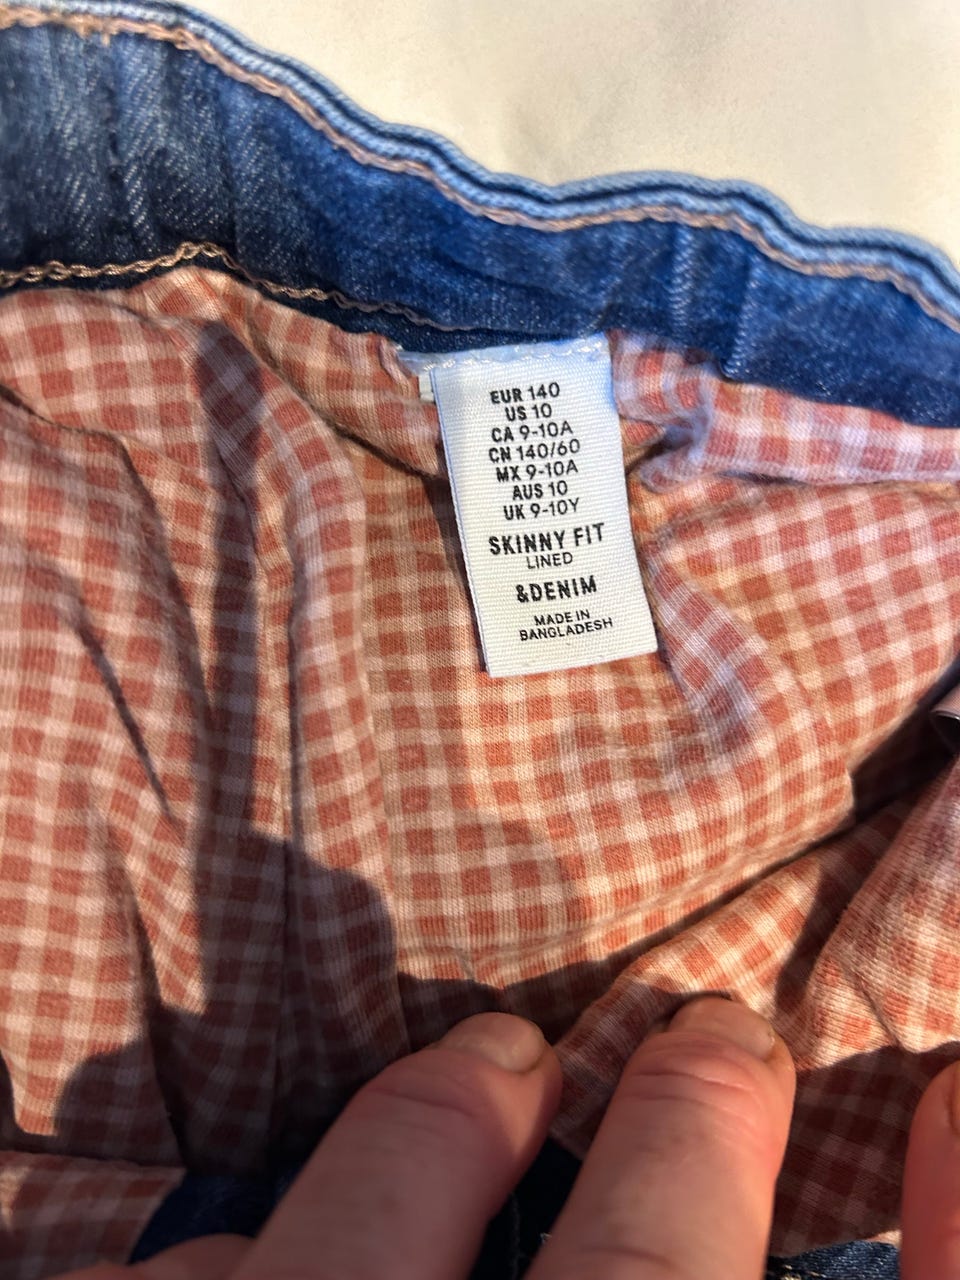 EUR 140
US 10
CA 9-10A
CN 140/60
MX 9-10A
AUS 10
UK 9-10Y
SKINNY FIT
LINED
&DENIM
MADE IN
BANGLADESH